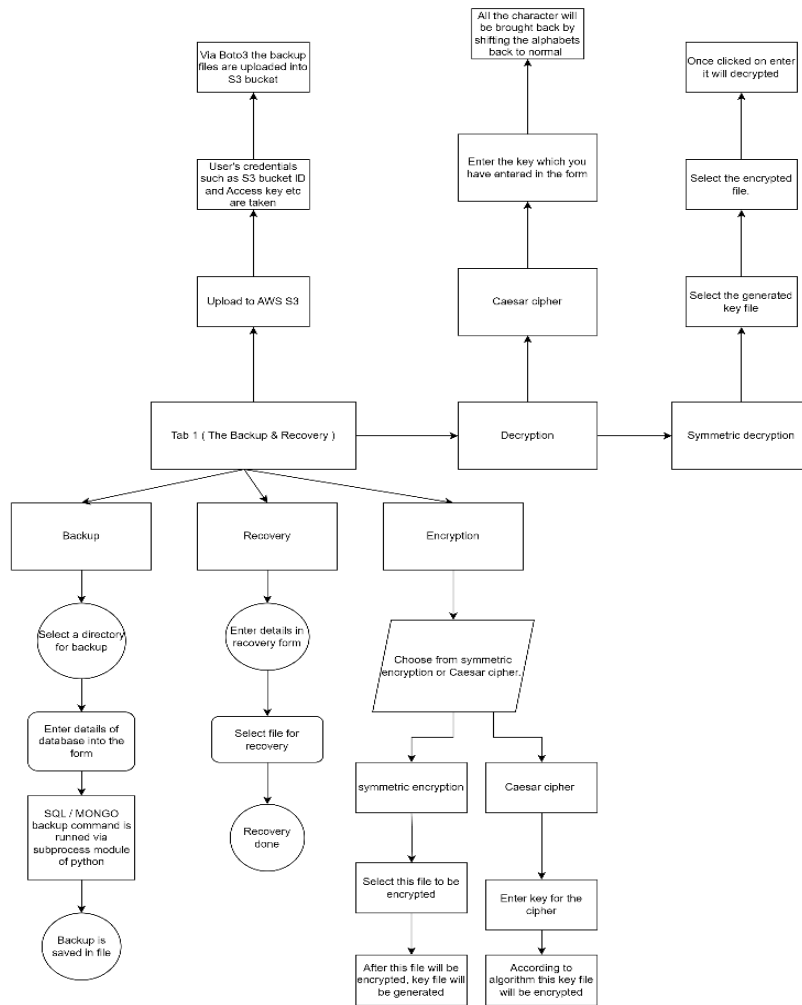 All the character will
be brought back by
shifting the alphabets
back to normal
Via Boto3 the backup
files are uploaded into
S3 bucket
Once clicked on enter
it will decrypted
User's credentials
such as S3 bucket ID
and Access key etc
are taken
Enter the key which you
have entered in the form
Select the encrypted
file.
Upload to AWS S3
Caesar cipher
Select the generated
key file
Tab 1 ( The Backup & Recovery )
Decryption
Symmetric decryption
Backup
Recovery
Encryption
Select a directory
for backup
Enter details in
recovery form
Choose from symmetric
encryption or Caesar cipher.
Enter details of
database into the
form
Select file for
recovery
symmetric encryption
Caesar cipher
SQL / MONGO
backup command is
runned via
subprocess module
of python
Recovery
done
Select this file to be
encrypted
Enter key for the
cipher
Backup is
saved in file
After this file will be
encrypted, key file
will be generated
According to
algorithm this key file
will be encrypted